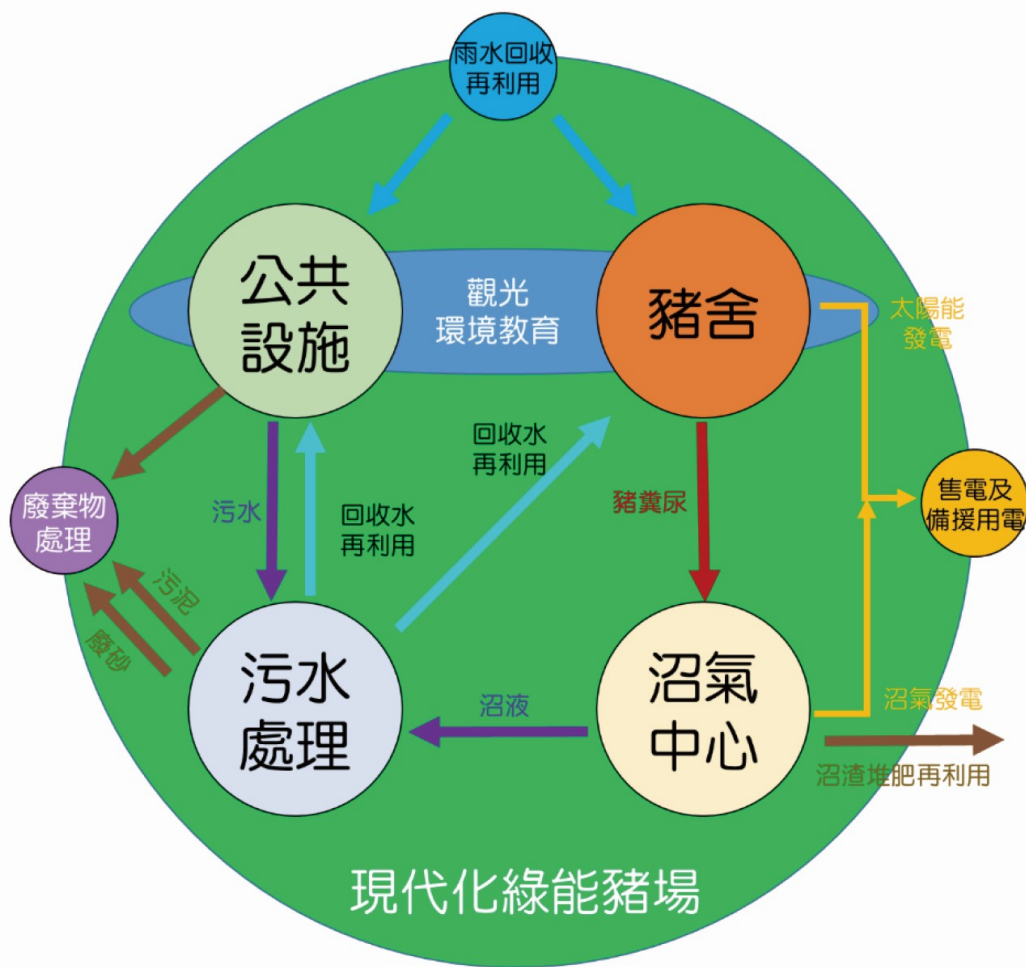 雨水回收
再利用
公共
設施
觀光
環境教育
豬舍
太陽能
發電
回收水
再利用
廢棄物
處理
污水
回收水
再利用
豬糞尿
售電及
備援用電
污泥
廢砂
污水
處理
沼液
沼氣
中心
沼氣發電
沼渣堆肥再利用
現代化綠能豬場